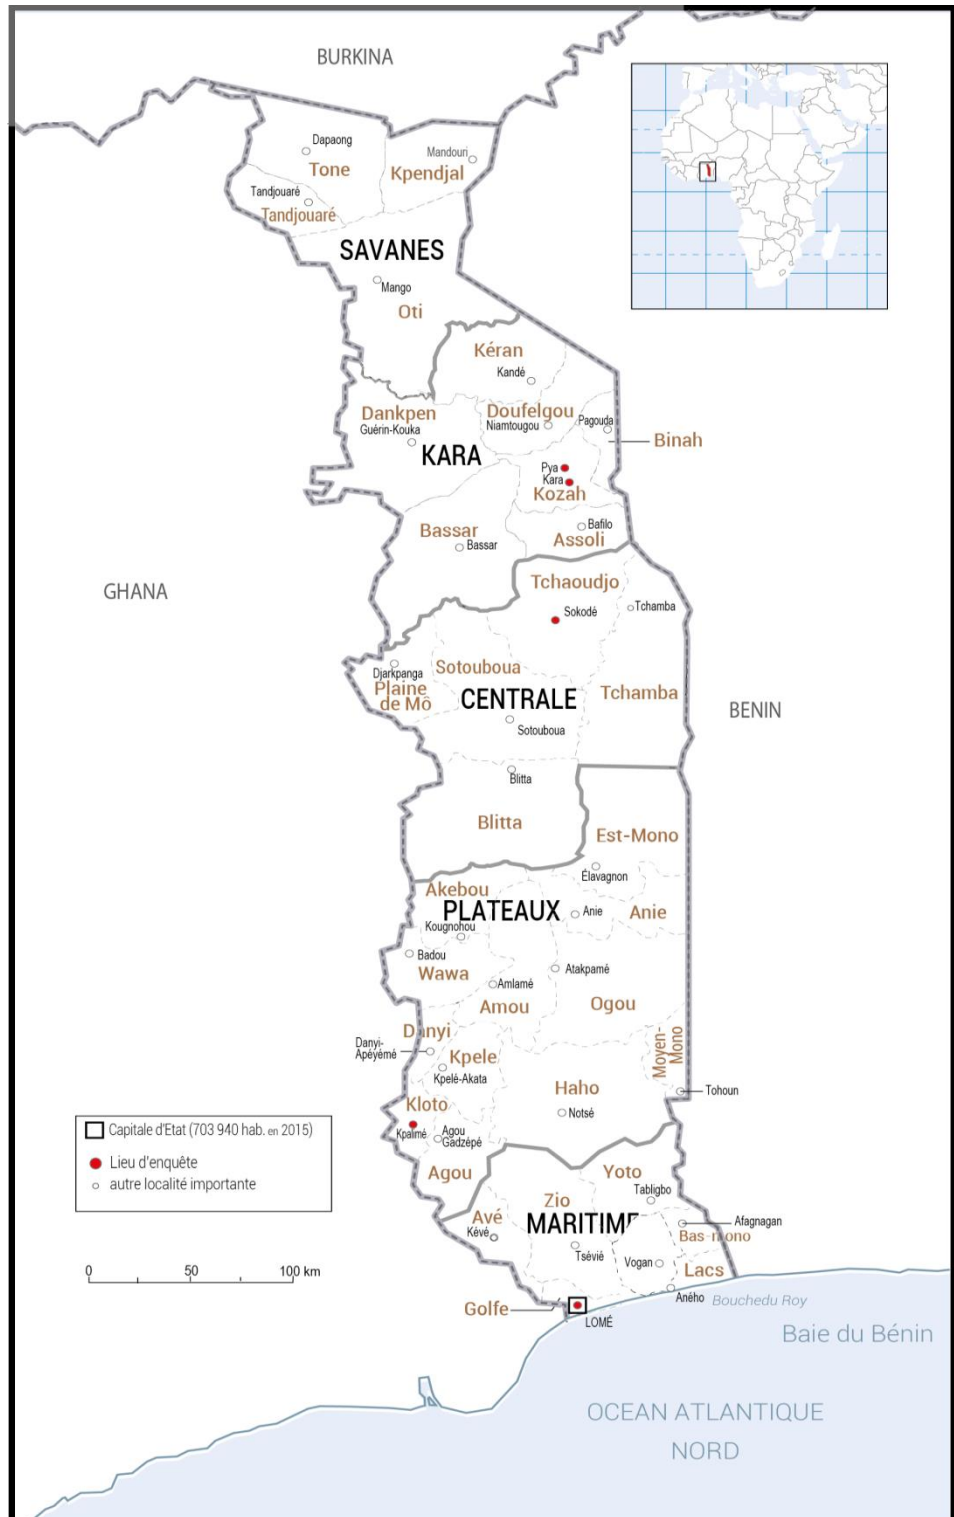 BURKINA
Dapaong
Tone
Mandouri
Kpendjal
Tandjouaré
Tandjouaré
SAVANES
Mango
Oti
Kéran
Kandé
Dankpen
Guérin-Kouka
Doufelgou
Niamtougou
Pagouda
Binah
KARA
Pya
Kara
Kozah
Bassar
Bassar
Bafilo
Assoli
GHANA
Tchaoudjo
Sokodé
Tchamba
Djarkpanga
Plaine
de Mô
Sotouboua
CENTRALE
Tchamba
BENIN
Sotouboua
Blitta
Blitta
Est-Mono
Élavagnon
Akebou
PLATEAUX
Anie
Anie
Kougnohou
Badou
Wawa
Atakpamé
Amlamé
Amou
Ogou
Danyi
Danyi-
Apéyémé
Kpele
Kpelé-Akata
Moyen-
Mono
Tohoun
Haho
Notsé
Kloto
Kpalimé
Agou
Gadzépé
Agou
Capitale d'Etat (703 940 hab. en 2015)
Lieu d'enquête
autre localité importante
Yoto
Tabligbo
Zio
Avé
Kévé
MARITIME
Afagnagan
Bas-mono
Tsévié
Vogan
Lacs
0 50 100 km
Golfe
LOMÉ
Aného
Bouchedu Roy
Baie du Bénin
OCEAN ATLANTIQUE
NORD